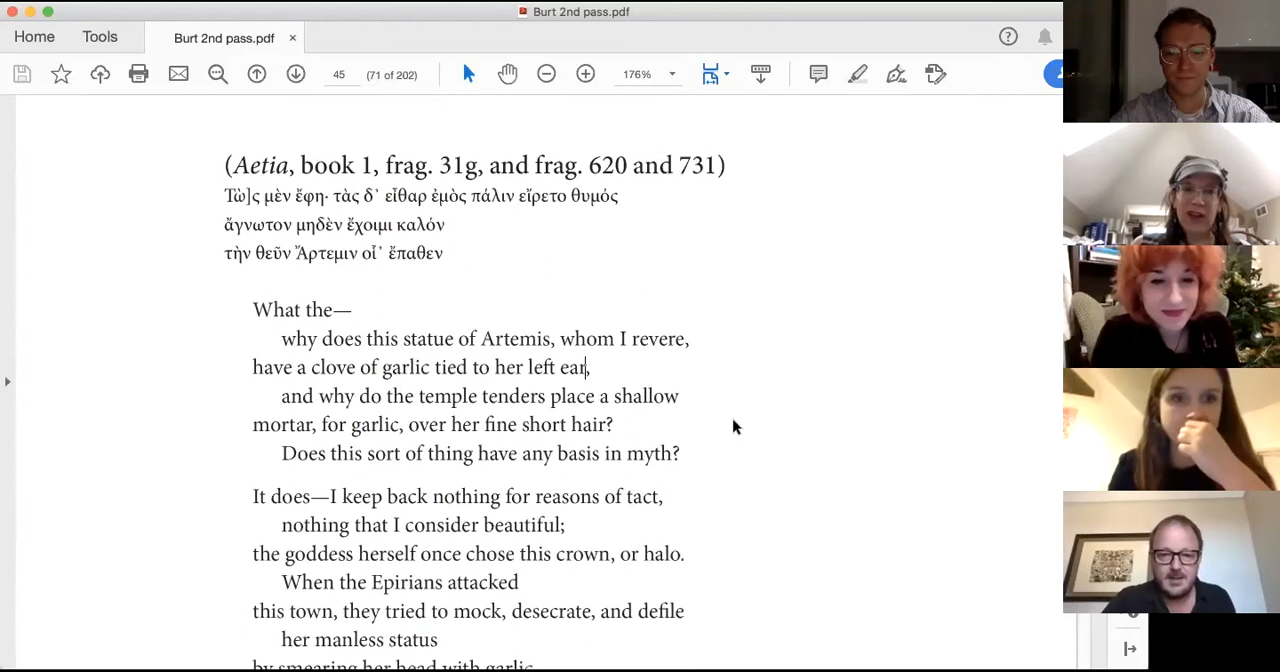 Burt 2nd pass.pdf
Home Tools Burt 2nd pass.pdf ×
45 (71 of 202) 176%
(Aetia, book 1, frag. 31g, and frag. 620 and 731)
Τὼ]ς μὲν ἔφη· τὰς δ᾽ εἶθαρ ἐμὸς πάλιν εἴρετο θυμός
ἄγνωτον μηδὲν ἔχοιμι καλόν
τὴν θεῦν Ἄρτεμιν οἷ᾽ ἔπαθεν
What the—
why does this statue of Artemis, whom I revere,
have a clove of garlic tied to her left ear,
and why do the temple tenders place a shallow
mortar, for garlic, over her fine short hair?
Does this sort of thing have any basis in myth?
It does—I keep back nothing for reasons of tact,
nothing that I consider beautiful;
the goddess herself once chose this crown, or halo.
When the Epirians attacked
this town, they tried to mock, desecrate, and defile
her manless status
by smearing her head with garlic